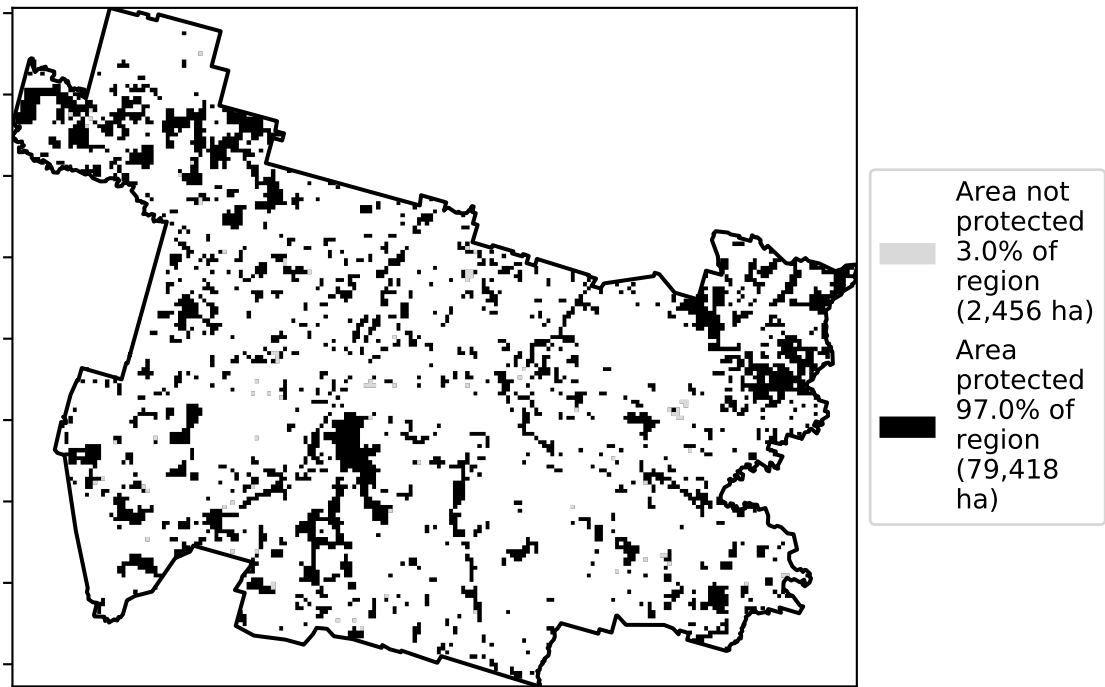 Area not
protected
3.0% of
region
(2,456 ha)
Area
protected
97.0% of
region
(79,418
ha)